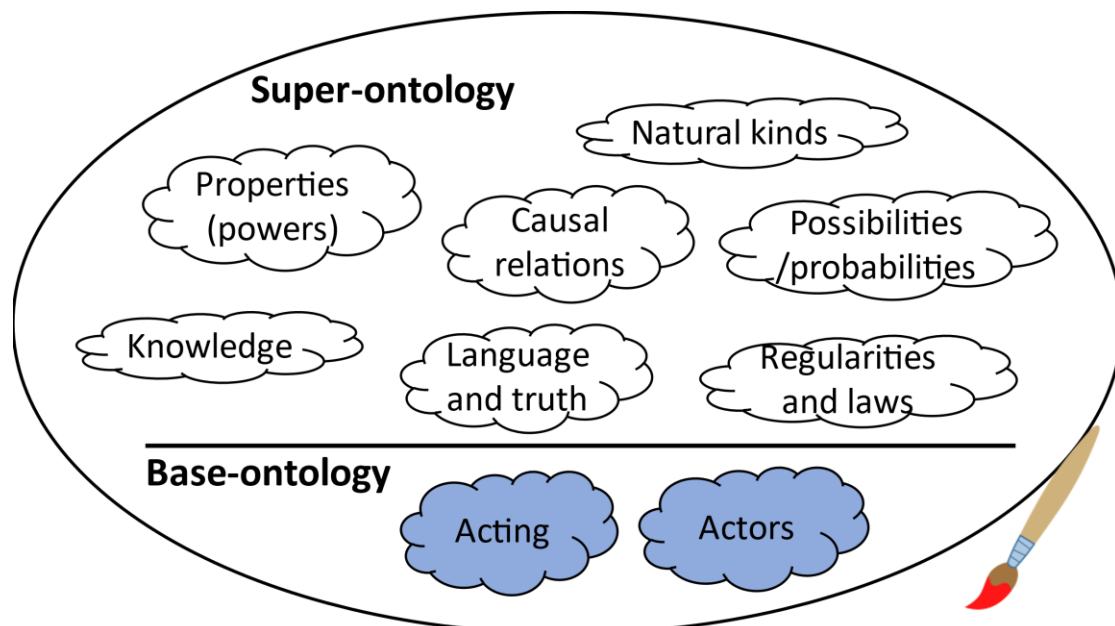 Super-ontology
Natural kinds
Properties
(powers)
Causal
relations
Possibilities
/probabilities
Knowledge
Language
and truth
Regularities
and laws
Base-ontology
Acting
Actors